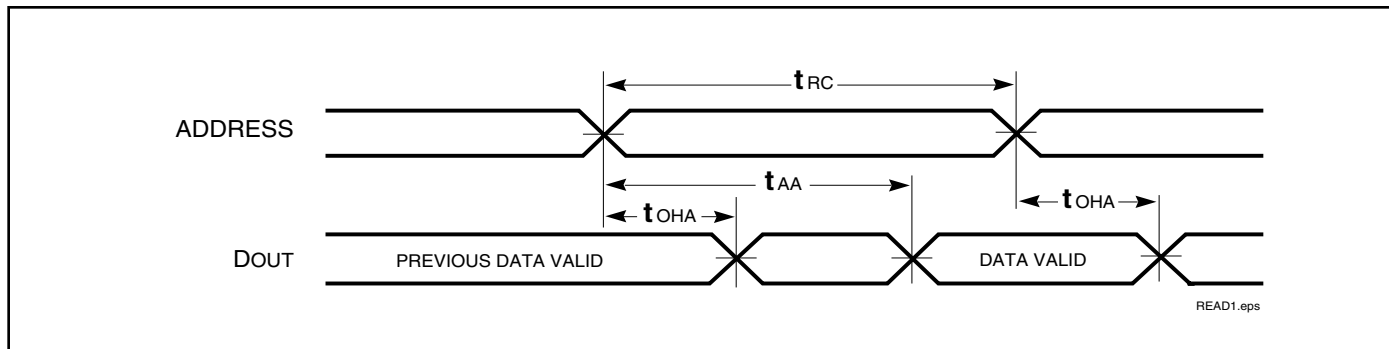 tRC
ADDRESS
tAA
tOHA
tOHA
DOUT
PREVIOUS DATA VALID
DATA VALID
READ1.eps